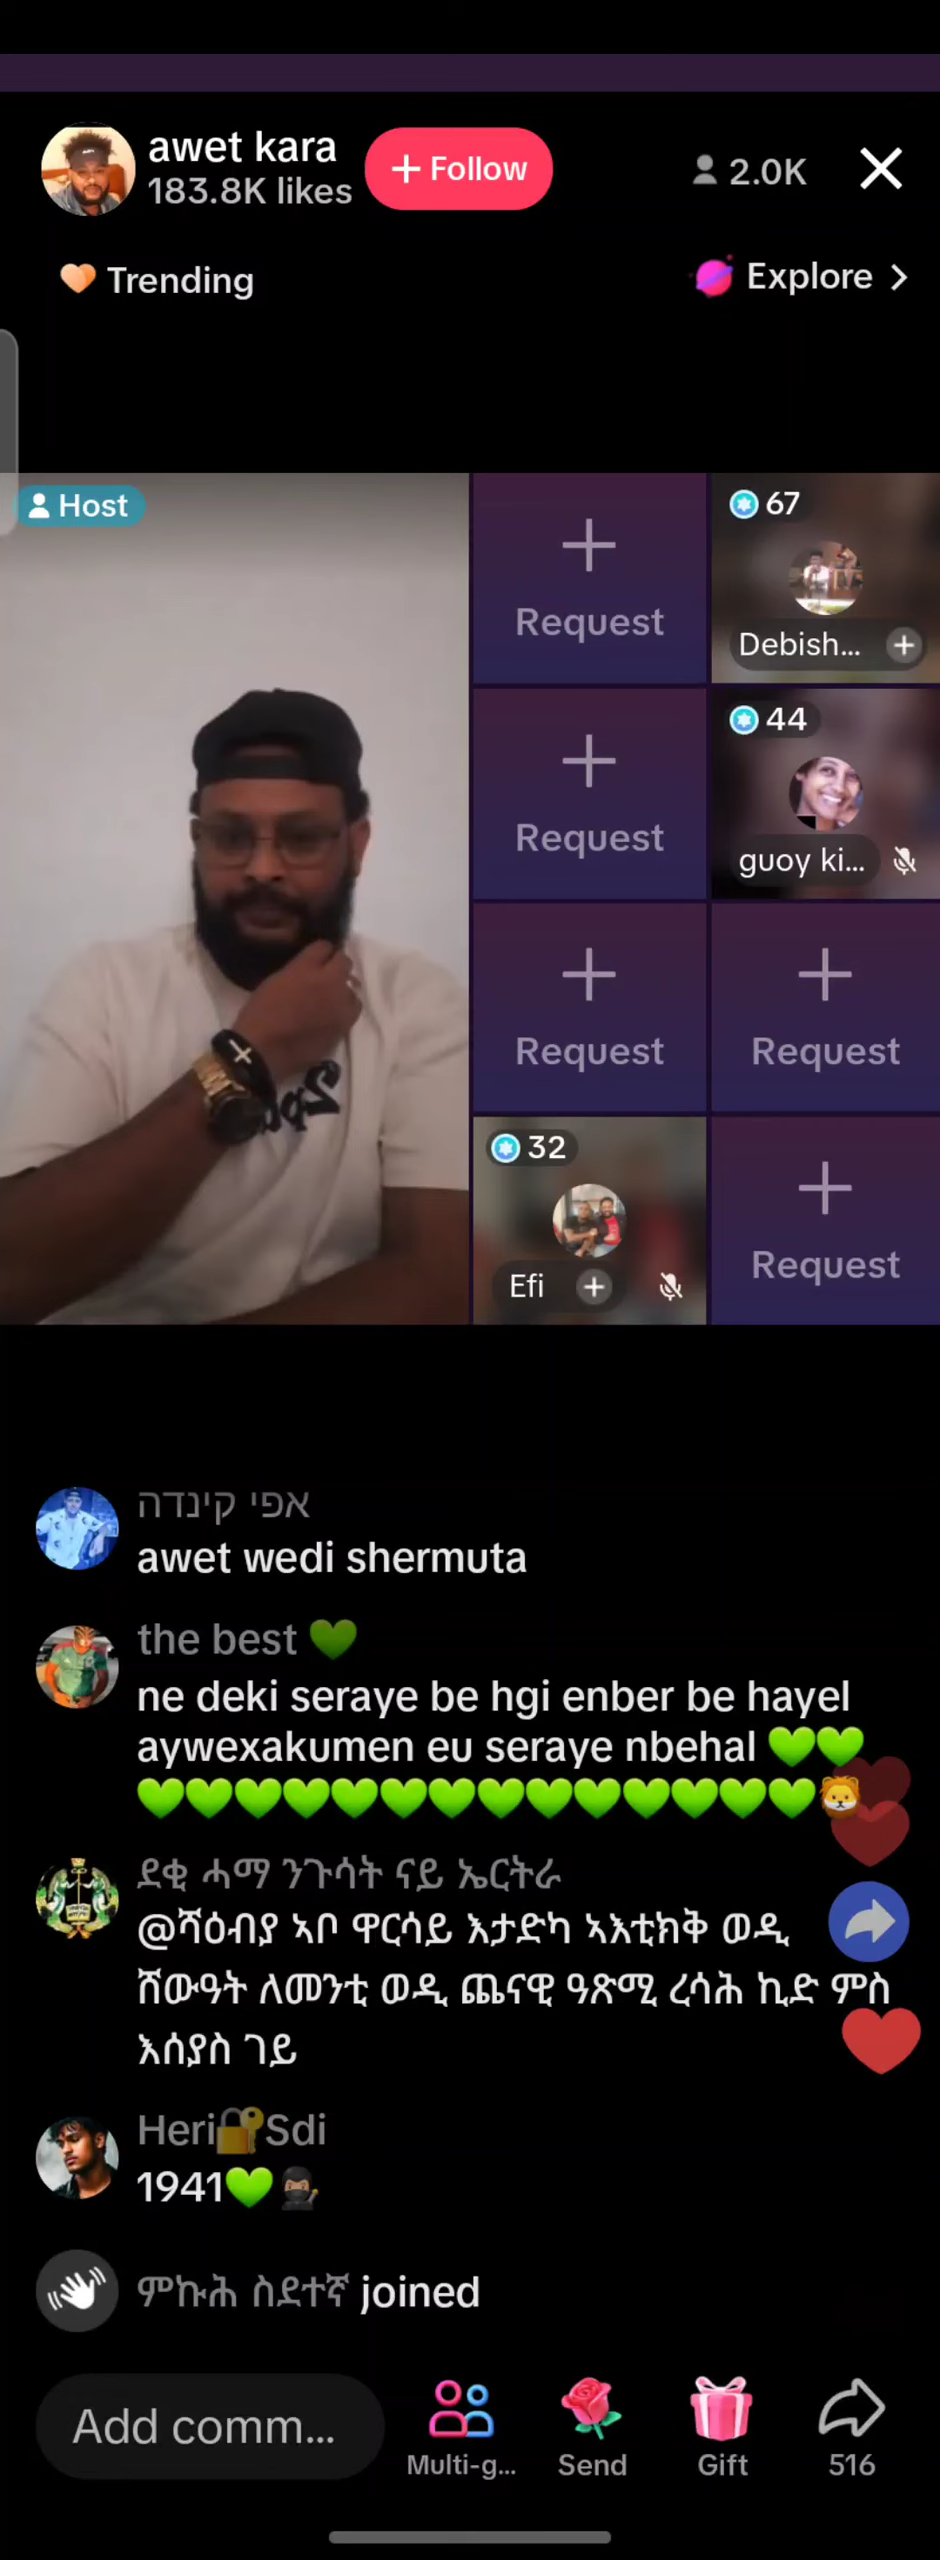 awet kara
183.8K likes
+ Follow
2.0K
Trending
Explore
Host
Request
67
Debish...
Request
44
guoy ki...
Request
Request
32
Efi
Request
אפי קינדה
awet wedi shermuta
the best 💚
ne deki seraye be hgi enber be hayel
aywexakumen eu seraye nbehal 💚💚
💚💚💚💚💚💚💚💚💚💚💚💚💚💚🦁
ደቂ ሓማ ንጉሳት ናይ ኤርትራ
@ሻዕብያ ኣቦ ዋርሳይ እታድካ ኣእቲክቅ ወዲ
ሸውዓት ለመንቲ ወዲ ጨናዊ ዓጽሚ ረሳሕ ኪድ ምስ
እሰያስ ገይ
Heri🔐Sdi
1941💚🥷
ምኩሕ ስደተኛ joined
Add comm...
Multi-g...
Send
Gift
516